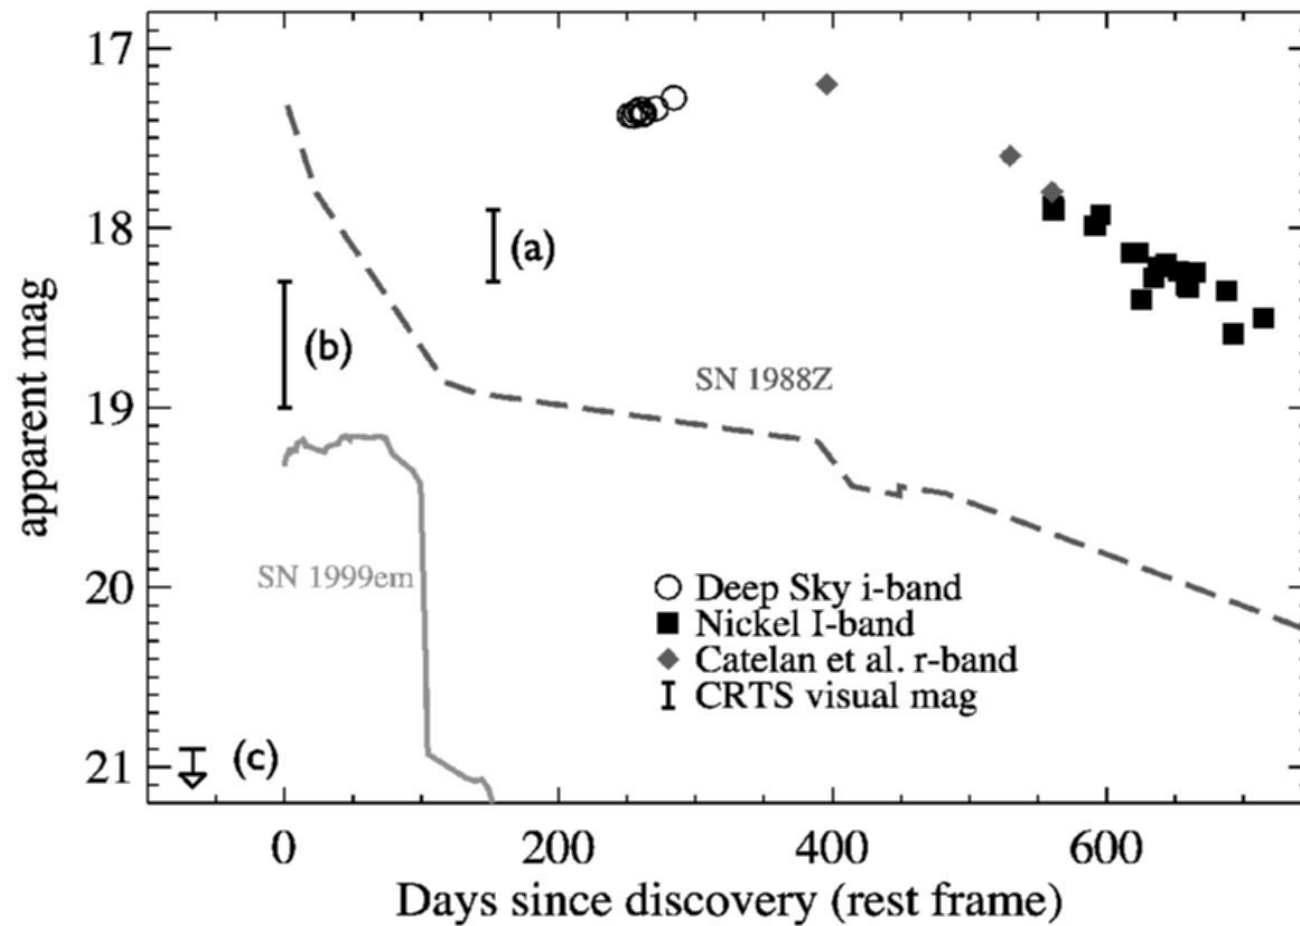 17
18
19
20
21
apparent mag
(a)
(b)
SN 1988Z
SN 1999em
Deep Sky i-band
Nickel I-band
Catelan et al. r-band
CRTS visual mag
(c)
0 200 400 600
Days since discovery (rest frame)